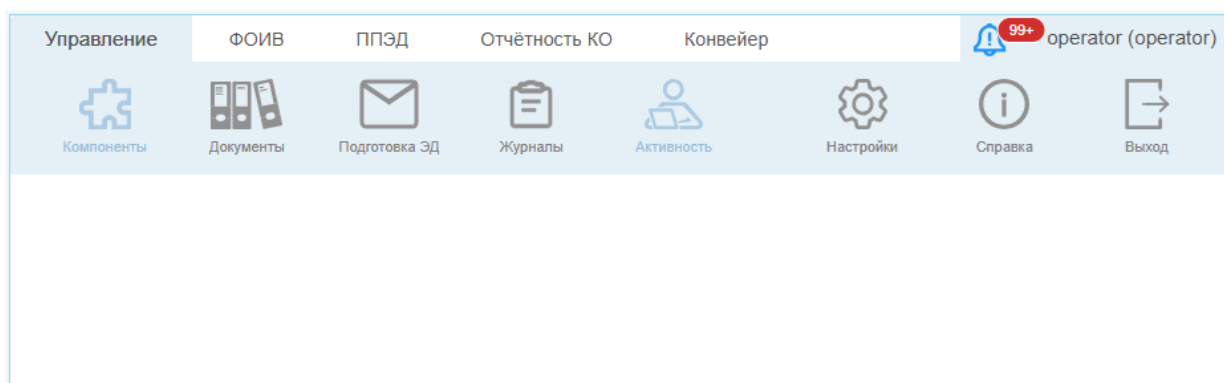 Управление ФОИВ ППЭД Отчётность КО Конвейер 99+ operator (operator)
Компоненты Документы Подготовка ЭД Журналы Активность Настройки Справка Выход